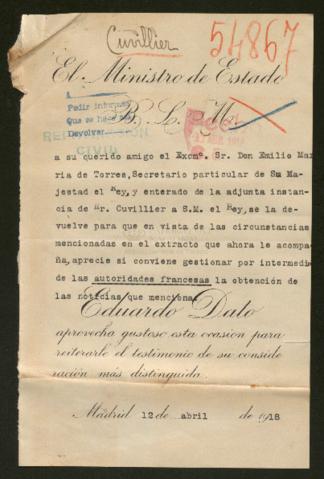 Cuvillier
54867
El Ministro de Estado
A
Pedir informes
Que se hace
Devolver
B. L. M.
CIVIL
a su querido amigo el Excmº. Sr. Don Emilio Ma
ria de Torres, Secretario particular de Su Ma-
jestad el Rey, y enterado de la adjunta instan-
cia de Mr. Cuvillier a S.M. el Rey, se la de-
vuelve para que en vista de las circunstancias
mencionadas en el extracto que ahora le acompa-
ña, aprecie si conviene gestionar por intermedio
de las autoridades francesas la obtención de
las noticias que menciona.
Eduardo Dato
aprovecha gustoso esta ocasion para
reiterarle el testimonio de su conside
racion más distinguida.
Madrid 12 de abril de 1918